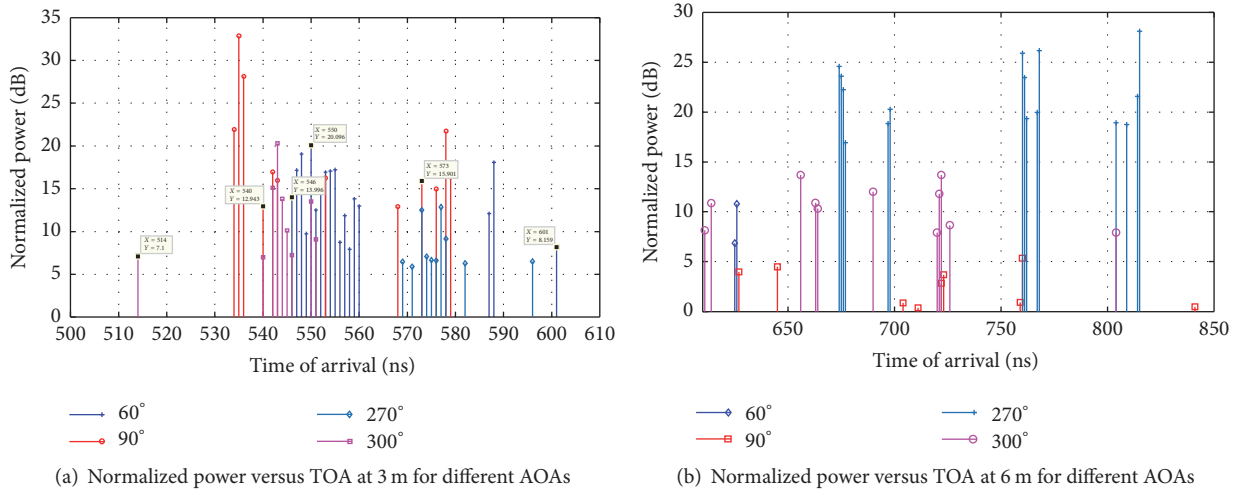 35
30
25
20
15
10
5
0
Normalized power (dB)
X = 514
Y = 7.1
X = 540
Y = 12.943
X = 546
Y = 13.996
X = 550
Y = 20.096
X = 573
Y = 15.901
X = 601
Y = 8.159
500 510 520 530 540 550 560 570 580 590 600 610
Time of arrival (ns)
60°
90°
270°
300°
(a) Normalized power versus TOA at 3 m for different AOAs
30
25
20
15
10
5
0
Normalized power (dB)
650 700 750 800 850
Time of arrival (ns)
60°
90°
270°
300°
(b) Normalized power versus TOA at 6 m for different AOAs